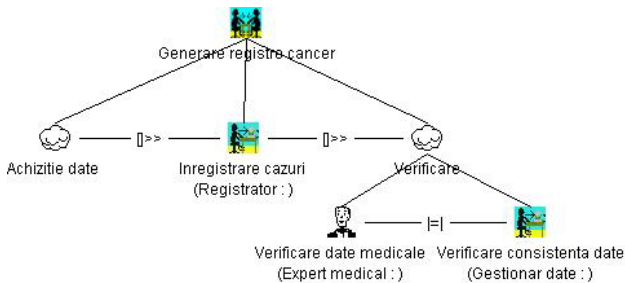 Generare registre cancer
[]>>
[]>>
Achizitie date
Inregistrare cazuri
(Registrator : )
Verificare
|=|
Verificare date medicale
(Expert medical : )
Verificare consistenta date
(Gestionar date : )